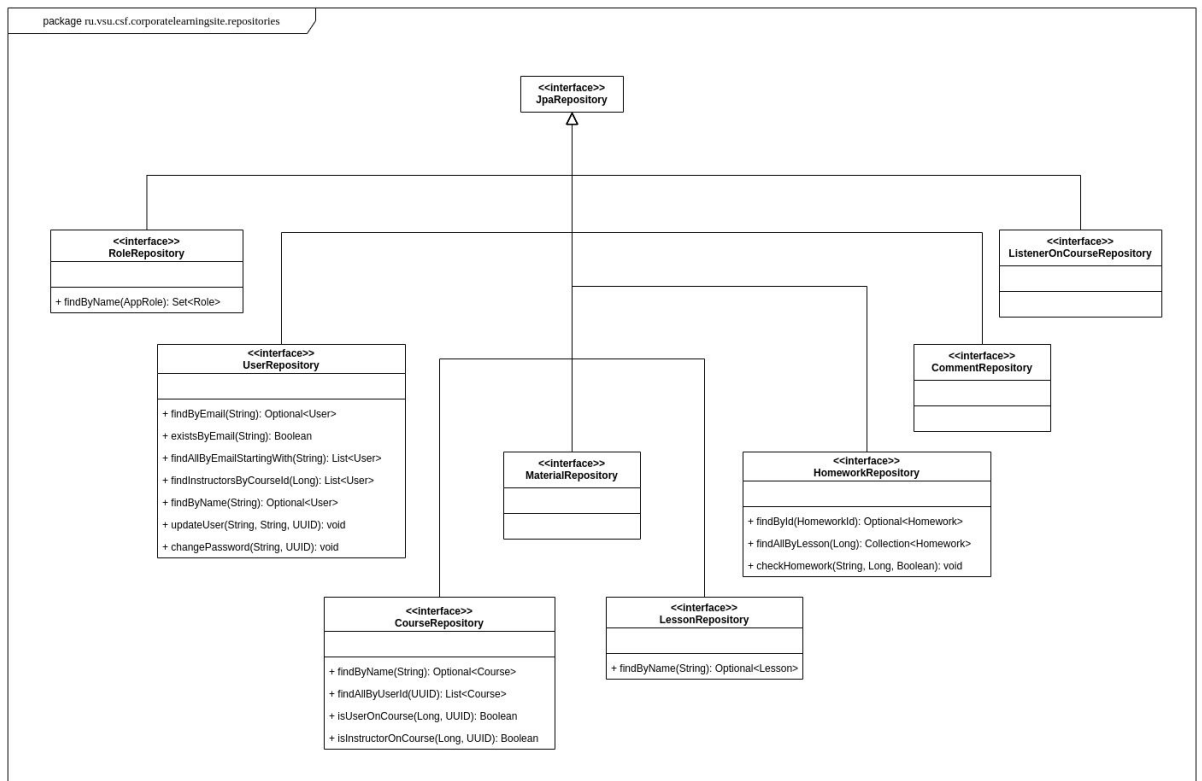 package ru.vsu.csf.corporatelearningsite.repositories
<<interface>>
JpaRepository
<<interface>>
RoleRepository
+ findByName(AppRole): Set<Role>
<<interface>>
ListenerOnCourseRepository
<<interface>>
UserRepository
+ findByEmail(String): Optional<User>
+ existsByEmail(String): Boolean
+ findAllByEmailStartingWith(String): List<User>
+ findInstructorsByCourseId(Long): List<User>
+ findByName(String): Optional<User>
+ updateUser(String, String, UUID): void
+ changePassword(String, UUID): void
<<interface>>
CommentRepository
<<interface>>
MaterialRepository
<<interface>>
HomeworkRepository
+ findById(HomeworkId): Optional<Homework>
+ findAllByLesson(Long): Collection<Homework>
+ checkHomework(String, Long, Boolean): void
<<interface>>
CourseRepository
+ findByName(String): Optional<Course>
+ findAllByUserId(UUID): List<Course>
+ isUserOnCourse(Long, UUID): Boolean
+ isInstructorOnCourse(Long, UUID): Boolean
<<interface>>
LessonRepository
+ findByName(String): Optional<Lesson>